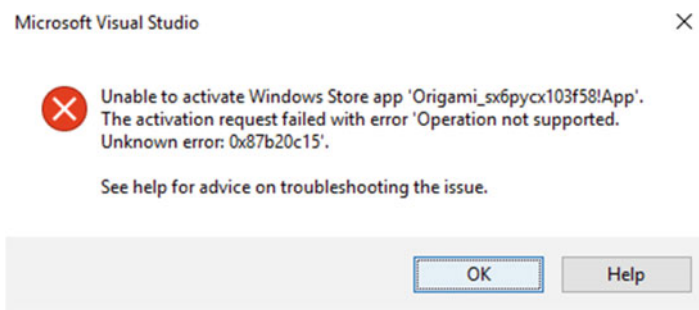 Microsoft Visual Studio
Unable to activate Windows Store app 'Origami_sx6pycx103f58!App'.
The activation request failed with error 'Operation not supported.
Unknown error: 0x87b20c15'.
See help for advice on troubleshooting the issue.
OK
Help